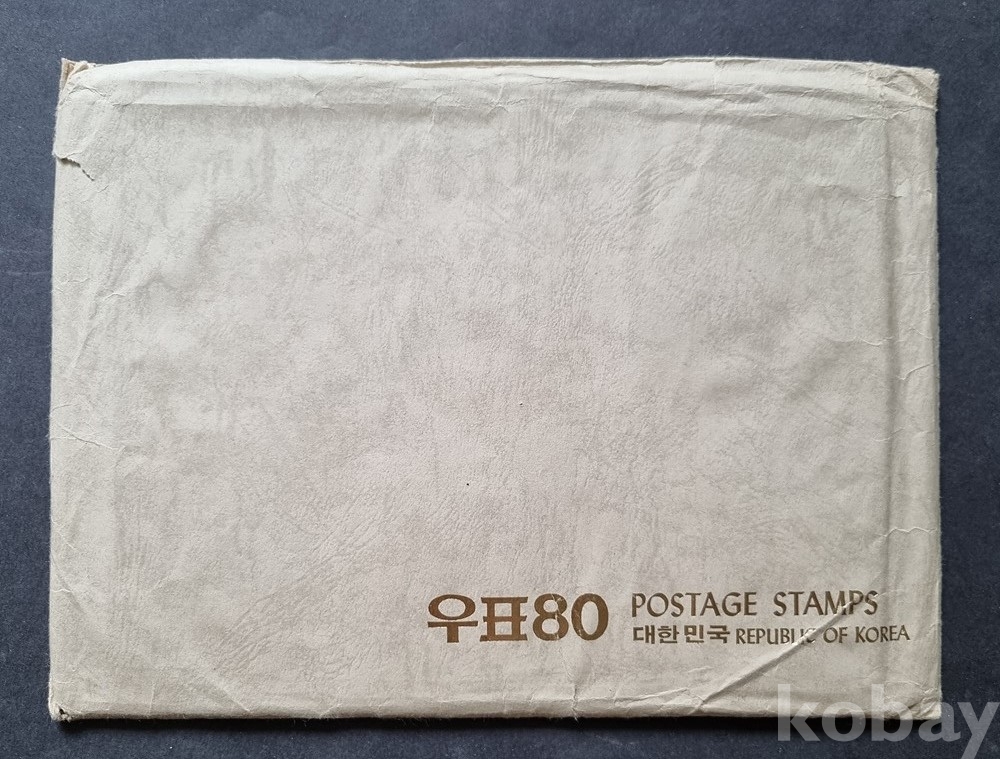 우표80 POSTAGE STAMPS
대한민국 REPUBLIC OF KOREA
kobay